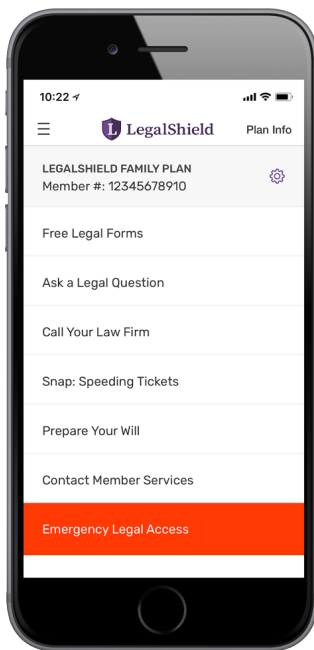 10:22
LegalShield
Plan Info
LEGALSHIELD FAMILY PLAN
Member #: 12345678910
Free Legal Forms
Ask a Legal Question
Call Your Law Firm
Snap: Speeding Tickets
Prepare Your Will
Contact Member Services
Emergency Legal Access